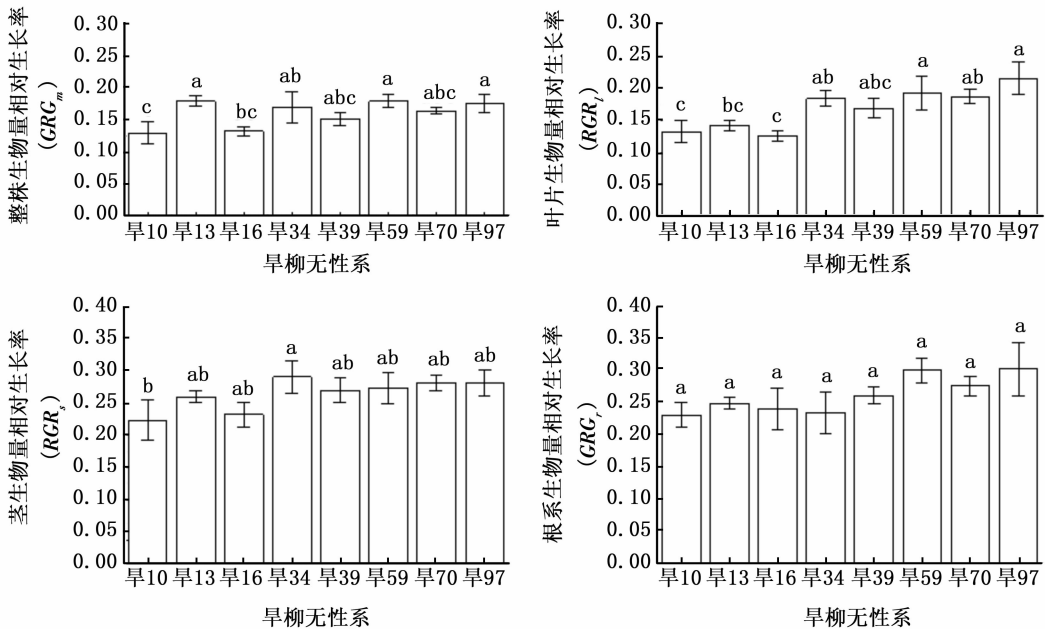 整株生物量相对生长率
(GRGm)
0.30
0.25
0.20
0.15
0.10
0.05
0.00
c a bc ab abc a abc a
旱10 旱13 旱16 旱34 旱39 旱59 旱70 旱97
旱柳无性系
叶片生物量相对生长率
(RGRl)
0.30
0.25
0.20
0.15
0.10
0.05
0.00
c bc c ab abc a ab a
旱10 旱13 旱16 旱34 旱39 旱59 旱70 旱97
旱柳无性系
茎生物量相对生长率
(RGRs)
0.40
0.35
0.30
0.25
0.20
0.15
0.10
0.05
0.00
b ab ab a ab ab ab ab
旱10 旱13 旱16 旱34 旱39 旱59 旱70 旱97
旱柳无性系
根系生物量相对生长率
(GRGr)
0.40
0.35
0.30
0.25
0.20
0.15
0.10
0.05
0.00
a a a a a a a a
旱10 旱13 旱16 旱34 旱39 旱59 旱70 旱97
旱柳无性系